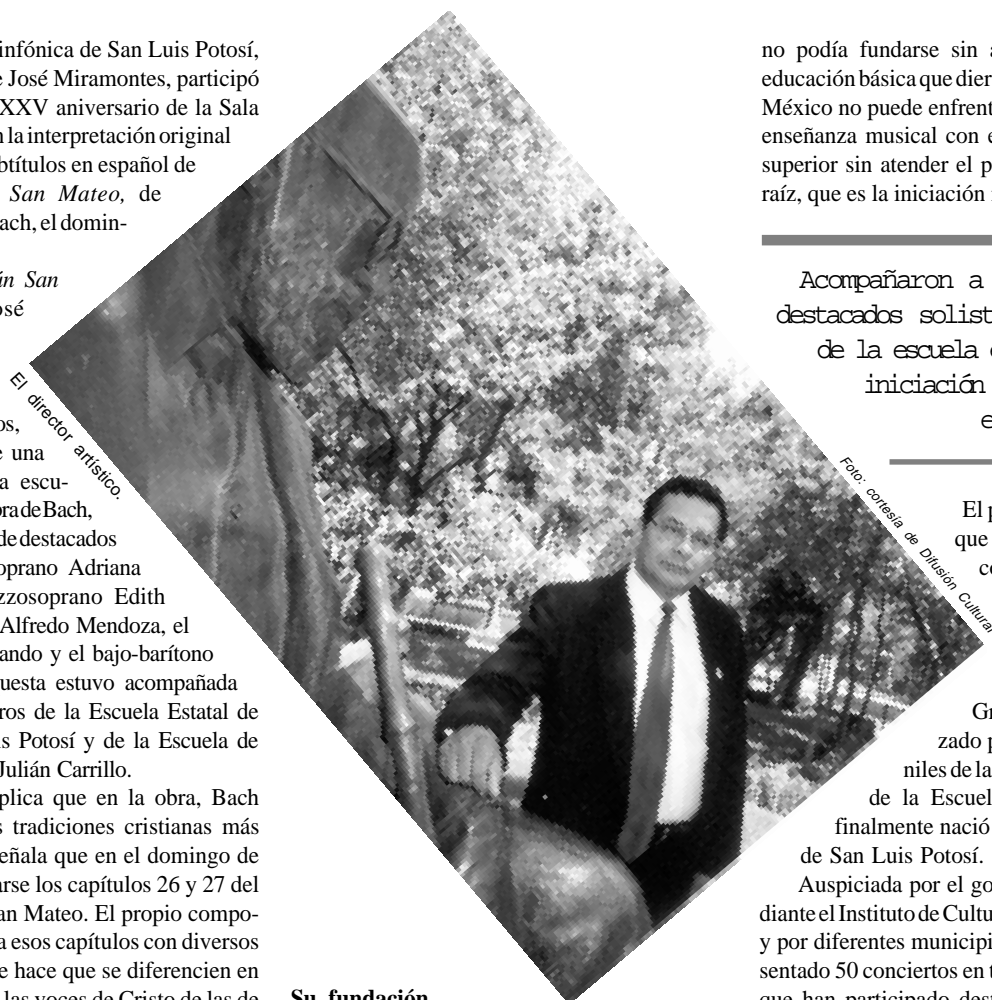 infónica de San Luis Potosí,
José Miramontes, participó
XXV aniversario de la Sala
la interpretación original
btítulos en español de
San Mateo, de
ach, el domin-
ín San
osé
os,
e una
a escu-
bra de Bach,
de destacados
oprano Adriana
zzosoprano Edith
Alfredo Mendoza, el
ando y el bajo-barítono
uesta estuvo acompañada
ros de la Escuela Estatal de
is Potosí y de la Escuela de
Julián Carrillo.
plica que en la obra, Bach
s tradiciones cristianas más
eñala que en el domingo de
arse los capítulos 26 y 27 del
an Mateo. El propio compo-
a esos capítulos con diversos
e hace que se diferencien en
las voces de Cristo de las de
El director artístico.
Su fundación
Foto: cortesía de Difusión Cultural
no podía fundarse sin a
educación básica que dier
México no puede enfrent
enseñanza musical con e
superior sin atender el p
raíz, que es la iniciación
Acompañaron a
destacados solist
de la escuela
iniciación
e
El p
que
co
Gr
zado p
niles de la
de la Escuel
finalmente nació
de San Luis Potosí.
Auspiciada por el go
diante el Instituto de Cultu
y por diferentes municipi
sentado 50 conciertos en t
que han participado dest